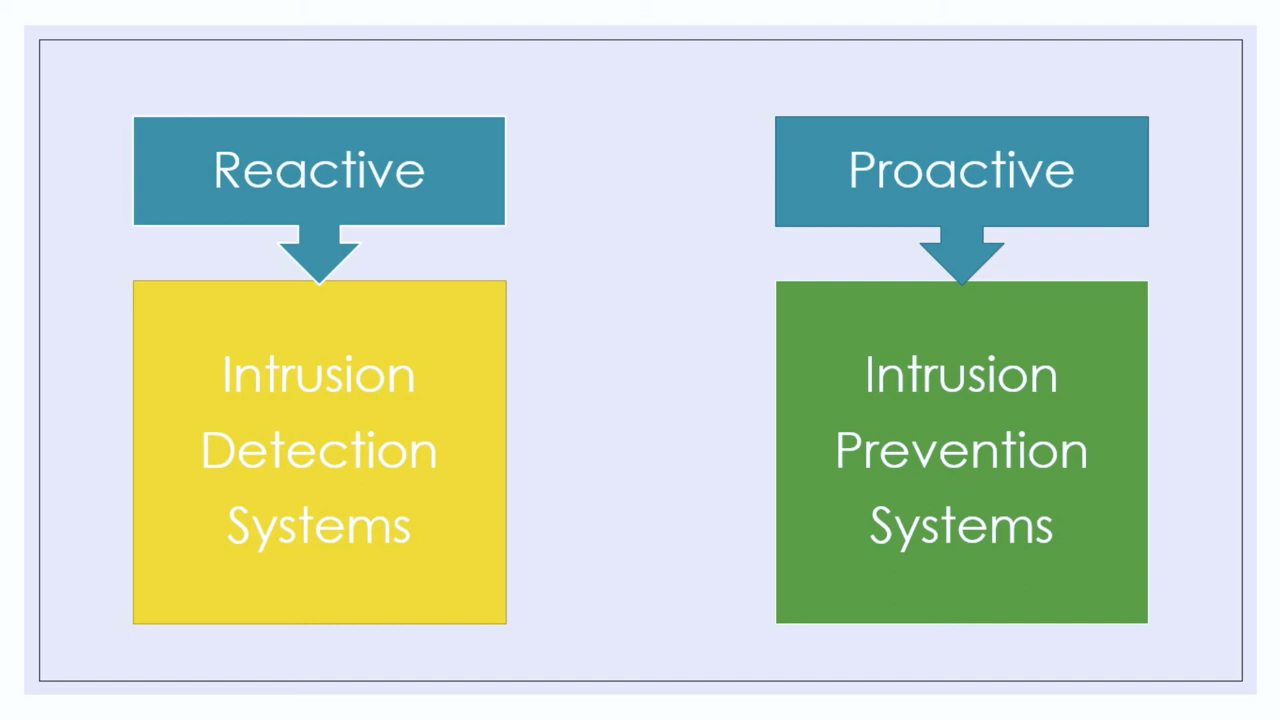 Reactive
Intrusion
Detection
Systems
Proactive
Intrusion
Prevention
Systems